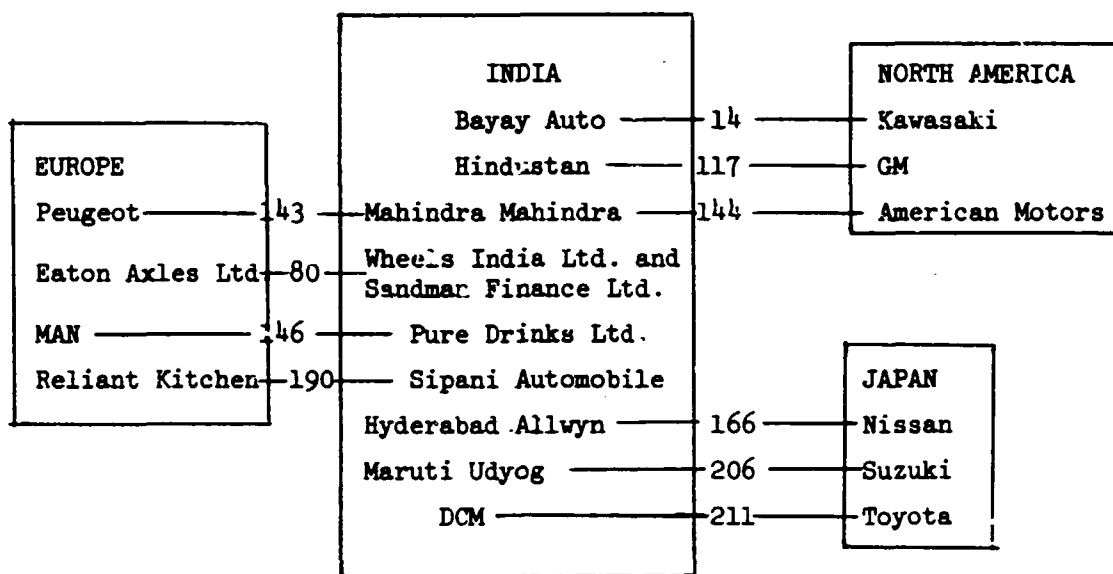 INDIA
NORTH AMERICA
Bayay Auto 14 Kawasaki
Hindustan 117 GM
EUROPE
Peugeot 143 Mahindra Mahindra 144 American Motors
Eaton Axles Ltd 80 Wheels India Ltd. and
Sandmar Finance Ltd.
MAN 146 Pure Drinks Ltd.
Reliant Kitchen 190 Sipani Automobile
JAPAN
Hyderabad Allwyn 166 Nissan
Maruti Udyog 206 Suzuki
DCM 211 Toyota